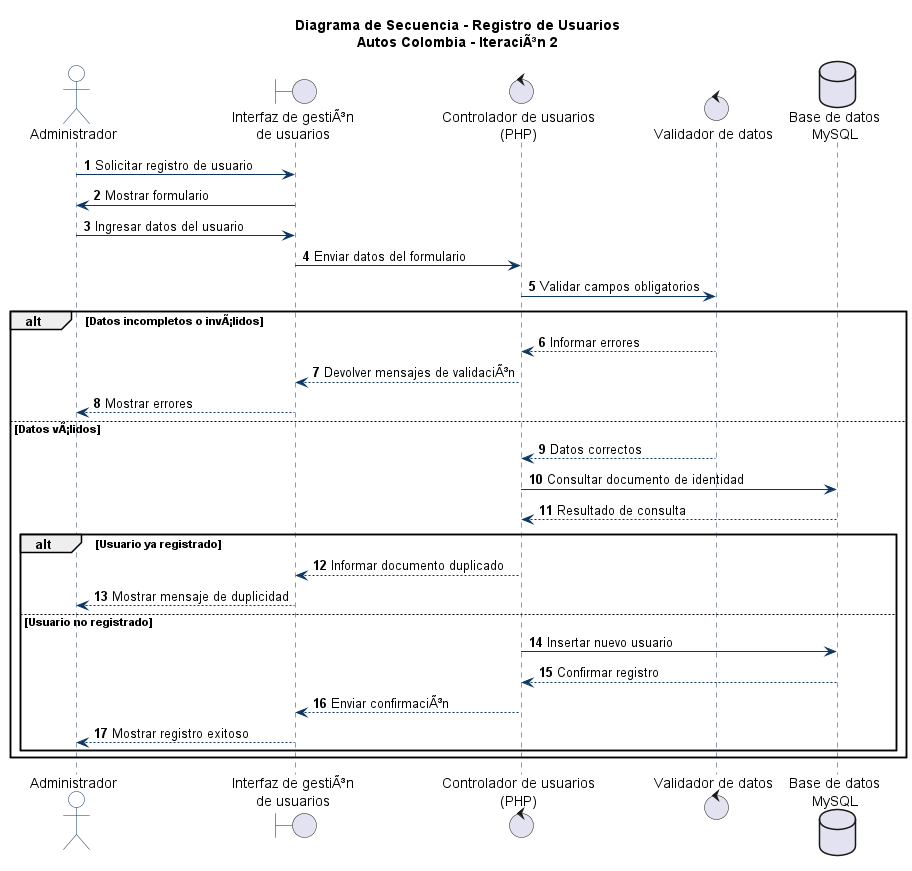 Diagrama de Secuencia - Registro de Usuarios
Autos Colombia - IteraciÃ³n 2
Administrador
Interfaz de gestiÃ³n
de usuarios
Controlador de usuarios
(PHP)
Validador de datos
Base de datos
MySQL
1 Solicitar registro de usuario
2 Mostrar formulario
3 Ingresar datos del usuario
4 Enviar datos del formulario
5 Validar campos obligatorios
alt [Datos incompletos o invÃ¡lidos]
6 Informar errores
7 Devolver mensajes de validaciÃ³n
8 Mostrar errores
[Datos vÃ¡lidos]
9 Datos correctos
10 Consultar documento de identidad
11 Resultado de consulta
alt [Usuario ya registrado]
12 Informar documento duplicado
13 Mostrar mensaje de duplicidad
[Usuario no registrado]
14 Insertar nuevo usuario
15 Confirmar registro
16 Enviar confirmaciÃ³n
17 Mostrar registro exitoso
Administrador
Interfaz de gestiÃ³n
de usuarios
Controlador de usuarios
(PHP)
Validador de datos
Base de datos
MySQL